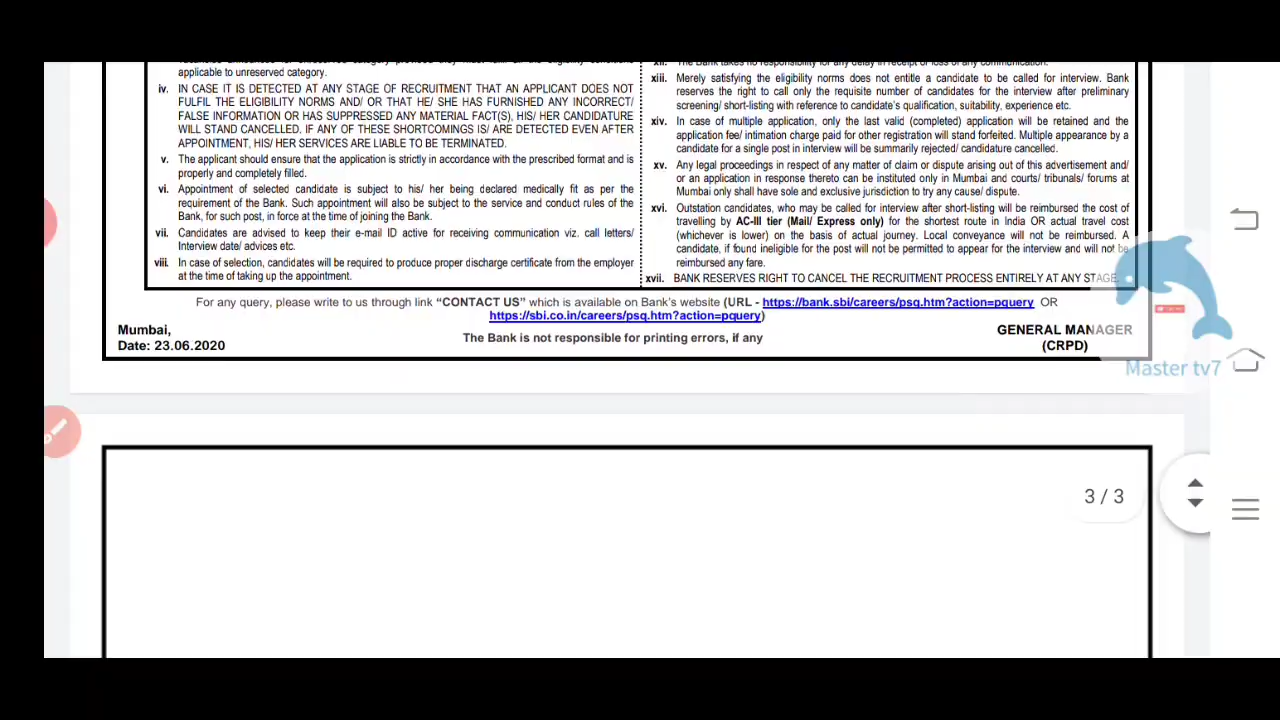 applicable to unreserved category.
iv. IN CASE IT IS DETECTED AT ANY STAGE OF RECRUITMENT THAT AN APPLICANT DOES NOT
FULFIL THE ELIGIBILITY NORMS AND/ OR THAT HE/ SHE HAS FURNISHED ANY INCORRECT/
FALSE INFORMATION OR HAS SUPPRESSED ANY MATERIAL FACT(S), HIS/ HER CANDIDATURE
WILL STAND CANCELLED. IF ANY OF THESE SHORTCOMINGS IS/ ARE DETECTED EVEN AFTER
APPOINTMENT, HIS/ HER SERVICES ARE LIABLE TO BE TERMINATED.
v. The applicant should ensure that the application is strictly in accordance with the prescribed format and is
properly and completely filled.
vi. Appointment of selected candidate is subject to his/ her being declared medically fit as per the
requirement of the Bank. Such appointment will also be subject to the service and conduct rules of the
Bank, for such post, in force at the time of joining the Bank.
vii. Candidates are advised to keep their e-mail ID active for receiving communication viz. call letters/
Interview date/ advices etc.
viii. In case of selection, candidates will be required to produce proper discharge certificate from the employer
at the time of taking up the appointment.
xii. The Bank takes no responsibility for any delay in receipt or loss of any communication.
xiii. Merely satisfying the eligibility norms does not entitle a candidate to be called for interview. Bank
reserves the right to call only the requisite number of candidates for the interview after preliminary
screening/ short-listing with reference to candidate's qualification, suitability, experience etc.
xiv. In case of multiple application, only the last valid (completed) application will be retained and the
application fee/ intimation charge paid for other registration will stand forfeited. Multiple appearance by a
candidate for a single post in interview will be summarily rejected/ candidature cancelled.
xv. Any legal proceedings in respect of any matter of claim or dispute arising out of this advertisement and/
or an application in response thereto can be instituted only in Mumbai and courts/ tribunals/ forums at
Mumbai only shall have sole and exclusive jurisdiction to try any cause/ dispute.
xvi. Outstation candidates, who may be called for interview after short-listing will be reimbursed the cost of
travelling by AC-III tier (Mail/ Express only) for the shortest route in India OR actual travel cost
(whichever is lower) on the basis of actual journey. Local conveyance will not be reimbursed. A
candidate, if found ineligible for the post will not be permitted to appear for the interview and will not be
reimbursed any fare.
xvii. BANK RESERVES RIGHT TO CANCEL THE RECRUITMENT PROCESS ENTIRELY AT ANY STAGE.
For any query, please write to us through link “CONTACT US” which is available on Bank's website (URL - https://bank.sbi/careers/psq.htm?action=pquery OR
https://sbi.co.in/careers/psq.htm?action=pquery)
Mumbai,
Date: 23.06.2020
The Bank is not responsible for printing errors, if any
GENERAL MANAGER
(CRPD)
Master tv7
3 / 3